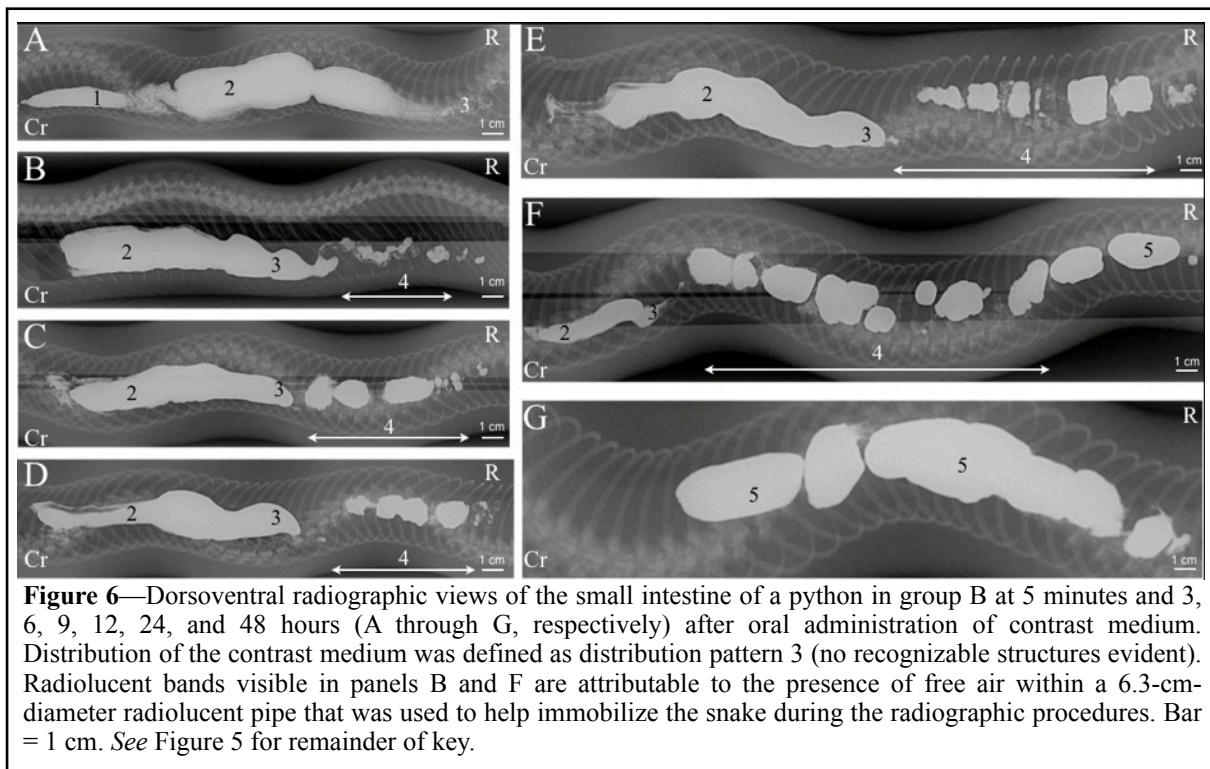 A
R
1
2
3
Cr
1 cm
B
R
2
3
4
Cr
1 cm
C
R
2
3
4
Cr
1 cm
D
R
2
3
4
Cr
1 cm
E
R
2
3
4
Cr
1 cm
F
R
5
2
3
4
Cr
1 cm
G
R
5
5
Cr
1 cm
Figure 6—Dorsoventral radiographic views of the small intestine of a python in group B at 5 minutes and 3,
6, 9, 12, 24, and 48 hours (A through G, respectively) after oral administration of contrast medium.
Distribution of the contrast medium was defined as distribution pattern 3 (no recognizable structures evident).
Radiolucent bands visible in panels B and F are attributable to the presence of free air within a 6.3-cm-
diameter radiolucent pipe that was used to help immobilize the snake during the radiographic procedures. Bar
= 1 cm. See Figure 5 for remainder of key.